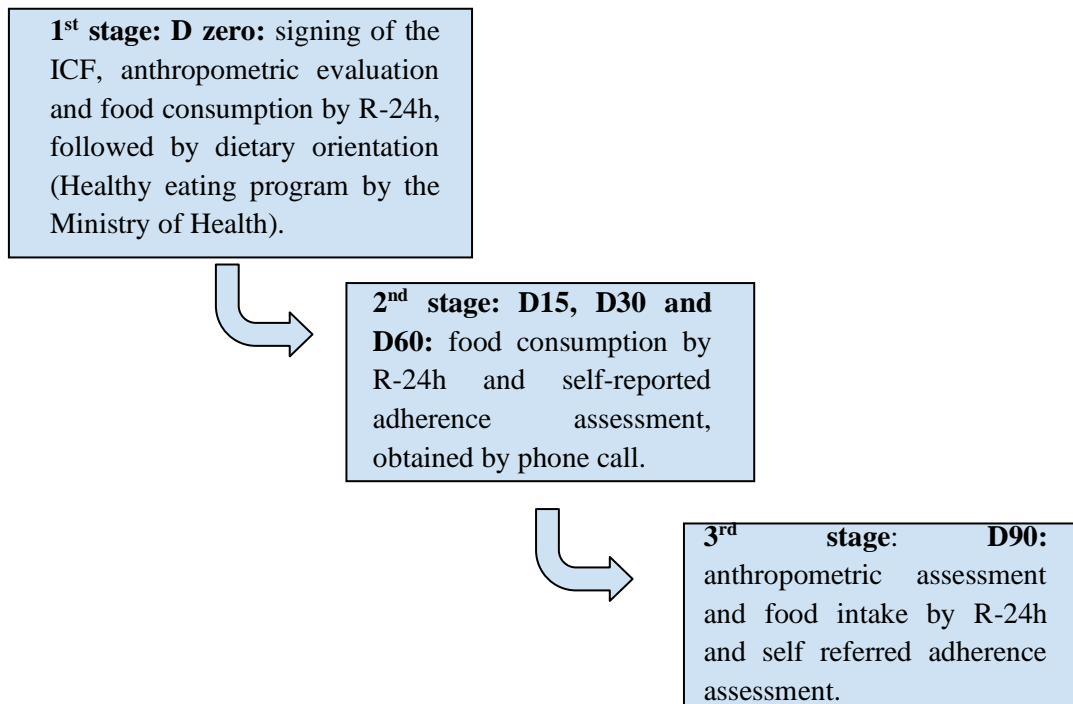 1st stage: D zero: signing of the
ICF, anthropometric evaluation
and food consumption by R-24h,
followed by dietary orientation
(Healthy eating program by the
Ministry of Health).
2nd stage: D15, D30 and
D60: food consumption by
R-24h and self-reported
adherence assessment,
obtained by phone call.
3rd stage: D90:
anthropometric assessment
and food intake by R-24h
and self referred adherence
assessment.